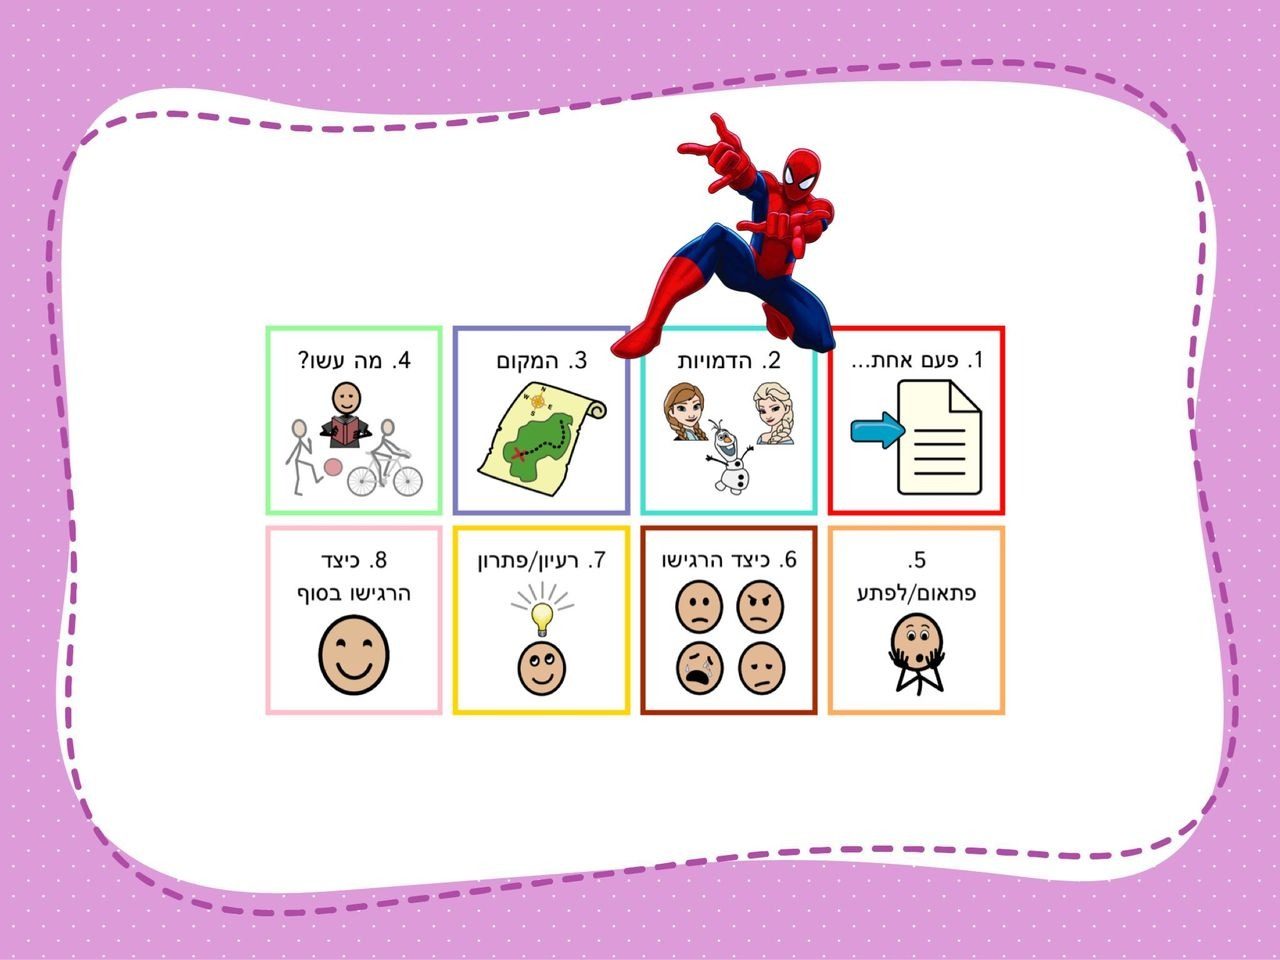 1. פעם אחת...
2. הדמויות
3. המקום
N
W
E
S
4. מה עשו?
5.
פתאום/לפתע
6. כיצד הרגישו
7. רעיון/פתרון
8. כיצד
הרגישו בסוף